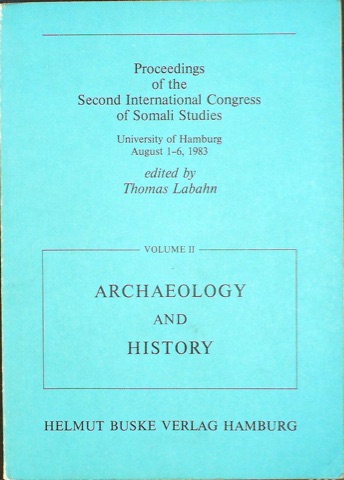 Proceedings
of the
Second International Congress
of Somali Studies
University of Hamburg
August 1–6, 1983
edited by
Thomas Labahn
VOLUME II
ARCHAEOLOGY
AND
HISTORY
HELMUT BUSKE VERLAG HAMBURG